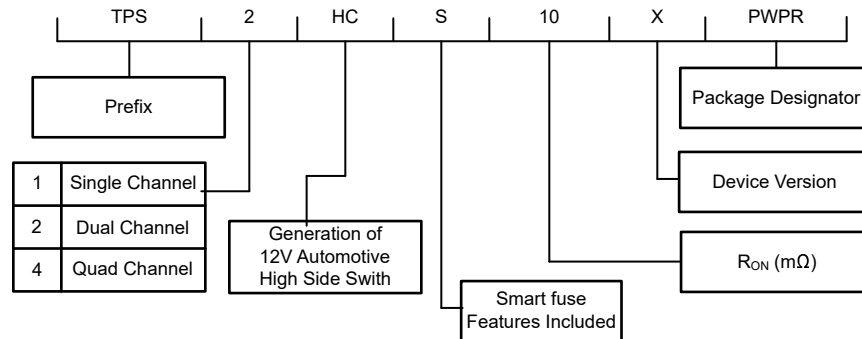 TPS 2 HC S 10 X PWPR
Prefix
Package Designator
1 Single Channel
2 Dual Channel
4 Quad Channel
Device Version
Generation of
12V Automotive
High Side Swith
RON (mΩ)
Smart fuse
Features Included